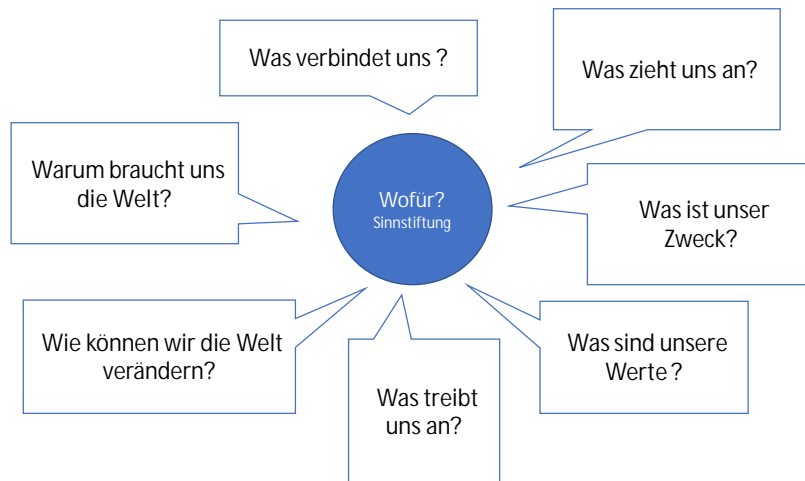 Was verbindet uns ?
Was zieht uns an?
Warum braucht uns
die Welt?
Wofür?
Sinnstiftung
Was ist unser
Zweck?
Wie können wir die Welt
verändern?
Was treibt
uns an?
Was sind unsere
Werte ?